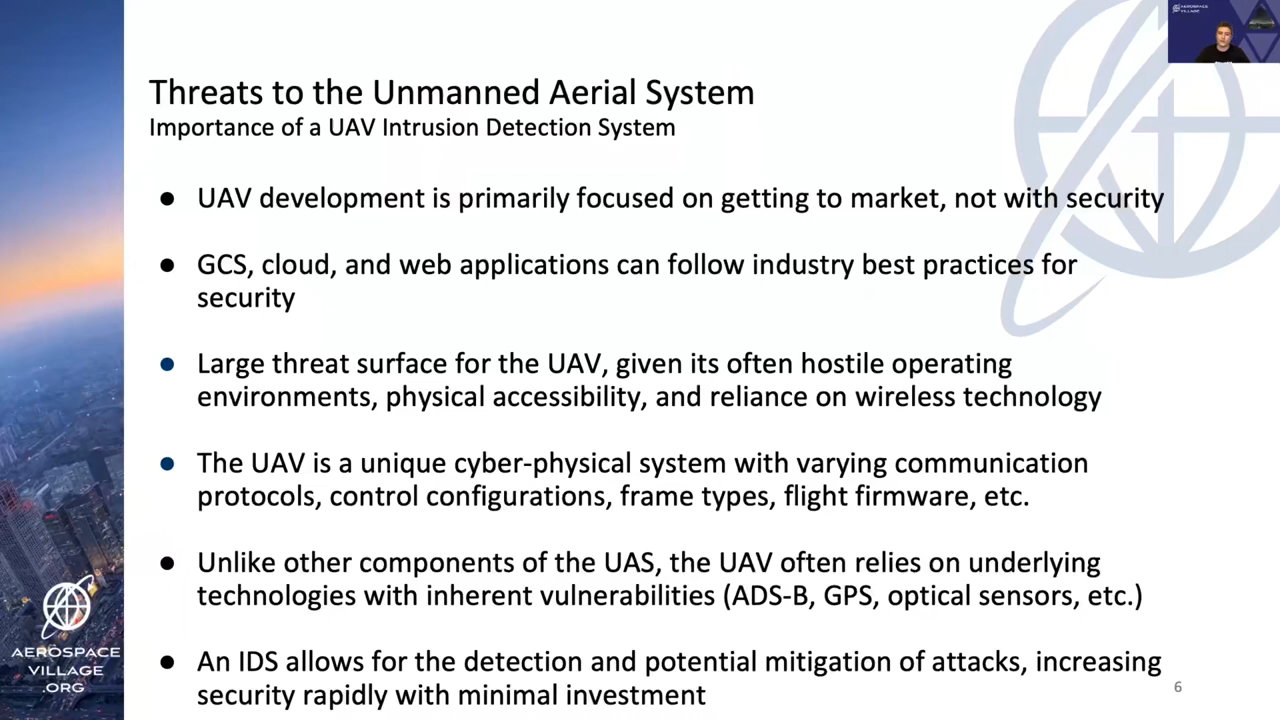 AEROSPACE
VILLAGE
Threats to the Unmanned Aerial System
Importance of a UAV Intrusion Detection System
● UAV development is primarily focused on getting to market, not with security
● GCS, cloud, and web applications can follow industry best practices for
security
● Large threat surface for the UAV, given its often hostile operating
environments, physical accessibility, and reliance on wireless technology
● The UAV is a unique cyber-physical system with varying communication
protocols, control configurations, frame types, flight firmware, etc.
● Unlike other components of the UAS, the UAV often relies on underlying
technologies with inherent vulnerabilities (ADS-B, GPS, optical sensors, etc.)
● An IDS allows for the detection and potential mitigation of attacks, increasing
security rapidly with minimal investment
AEROSPACE
VILLAGE
.ORG
6